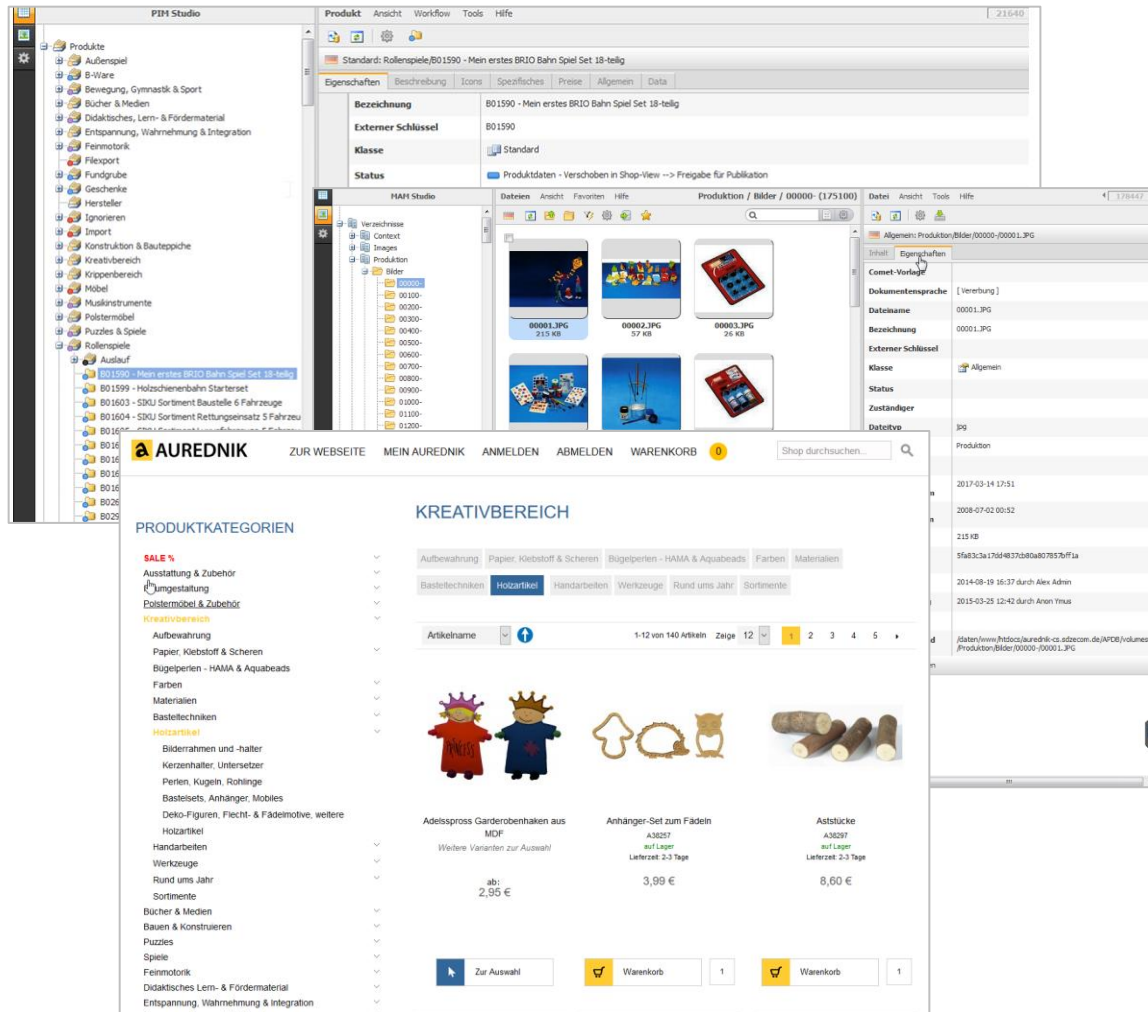 PIM Studio
Produkt Ansicht Workflow Tools Hilfe
21640
Produkte
Außenspiel
B-Ware
Bewegung, Gymnastik & Sport
Bücher & Medien
Didaktisches, Lern- & Fördermaterial
Entspannung, Wahrnehmung & Integration
Feinmotorik
Filexport
Fundgrube
Geschenke
Hersteller
Ignorieren
Import
Konstruktion & Bauteppiche
Kreativbereich
Krippenbereich
Möbel
Musikinstrumente
Polstermöbel
Puzzles & Spiele
Rollenspiele
Auslauf
B01590 - Mein erstes BRIO Bahn Spiel Set 18-teilig
B01599 - Holzschienenbahn Starterset
B01603 - SIKU Sortiment Baustelle 6 Fahrzeuge
B01604 - SIKU Sortiment Rettungseinsatz 5 Fahrzeu
Standard: Rollenspiele/B01590 - Mein erstes BRIO Bahn Spiel Set 18-teilig
Eigenschaften Beschreibung Icons Spezifisches Preise Allgemein Data
Bezeichnung B01590 - Mein erstes BRIO Bahn Spiel Set 18-teilig
Externer Schlüssel B01590
Klasse Standard
Status Produktdaten - Verschoben in Shop-View --> Freigabe für Publikation
MAM Studio
Dateien Ansicht Favoriten Hilfe Produktion / Bilder / 00000- (175100)
Verzeichnisse
Context
Images
Produktion
Bilder
00000-
00100-
00200-
00300-
00400-
00500-
00600-
00700-
00800-
00900-
01000-
01100-
01200-
00001.JPG
215 KB
00002.JPG
57 KB
00003.JPG
26 KB
Datei Ansicht Tools Hilfe
178447
Allgemein: Produktion/Bilder/00000-/00001.JPG
Inhalt Eigenschaften
Comet-Vorlage
Dokumentensprache [ Vererbung ]
Dateiname 00001.JPG
Bezeichnung 00001.JPG
Externer Schlüssel
Klasse Allgemein
Status
Zuständiger
Dateityp jpg
Produktion
2017-03-14 17:51
2008-07-02 00:52
215 KB
5fa83c3a17dd4837cb80a807857bff1a
2014-08-19 16:37 durch Alex Admin
2015-03-25 12:42 durch Anon Ymus
/daten/www/htdocs/aurednik-cs.sdzecom.de/APDB/volumes
/Produktion/Bilder/00000-/00001.JPG
a AUREDNIK
ZUR WEBSEITE MEIN AUREDNIK ANMELDEN ABMELDEN WARENKORB 0
Shop durchsuchen...
PRODUKTKATEGORIEN
SALE %
Ausstattung & Zubehör
umgestaltung
Polstermöbel & Zubehör
Kreativbereich
Aufbewahrung
Papier, Klebstoff & Scheren
Bügelperlen - HAMA & Aquabeads
Farben
Materialien
Basteltechniken
Holzartikel
Bilderrahmen und -halter
Kerzenhalter, Untersetzer
Perlen, Kugeln, Rohlinge
Bastelsets, Anhänger, Mobiles
Deko-Figuren, Flecht- & Fädelmotive, weitere
Holzartikel
Handarbeiten
Werkzeuge
Rund ums Jahr
Sortimente
Bücher & Medien
Bauen & Konstruieren
Puzzles
Spiele
Feinmotorik
Didaktisches Lern- & Fördermaterial
Entspannung, Wahrnehmung & Integration
KREATIVBEREICH
Aufbewahrung Papier, Klebstoff & Scheren Bügelperlen - HAMA & Aquabeads Farben Materialien
Basteltechniken Holzartikel Handarbeiten Werkzeuge Rund ums Jahr Sortimente
Artikelname 1-12 von 140 Artikeln Zeige 12 1 2 3 4 5
PRINCESS
Adelsspross Garderobenhaken aus
MDF
Weitere Varianten zur Auswahl
ab:
2,95 €
Zur Auswahl
Anhänger-Set zum Fädeln
A38257
auf Lager
Lieferzeit: 2-3 Tage
3,99 €
Warenkorb 1
Aststücke
A38297
auf Lager
Lieferzeit: 2-3 Tage
8,60 €
Warenkorb 1